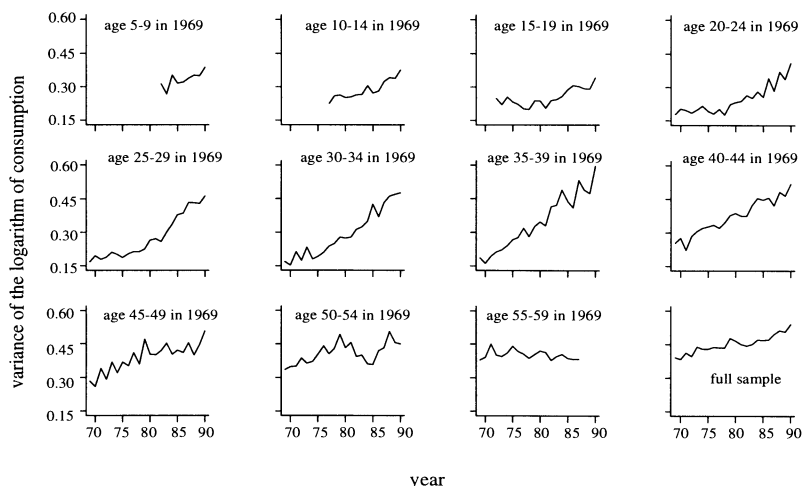 variance of the logarithm of consumption
0.60
0.45
0.30
0.15
age 5-9 in 1969
age 10-14 in 1969
age 15-19 in 1969
age 20-24 in 1969
0.60
0.45
0.30
0.15
age 25-29 in 1969
age 30-34 in 1969
age 35-39 in 1969
age 40-44 in 1969
0.60
0.45
0.30
0.15
age 45-49 in 1969
age 50-54 in 1969
age 55-59 in 1969
full sample
70 75 80 85 90
70 75 80 85 90
70 75 80 85 90
70 75 80 85 90
year